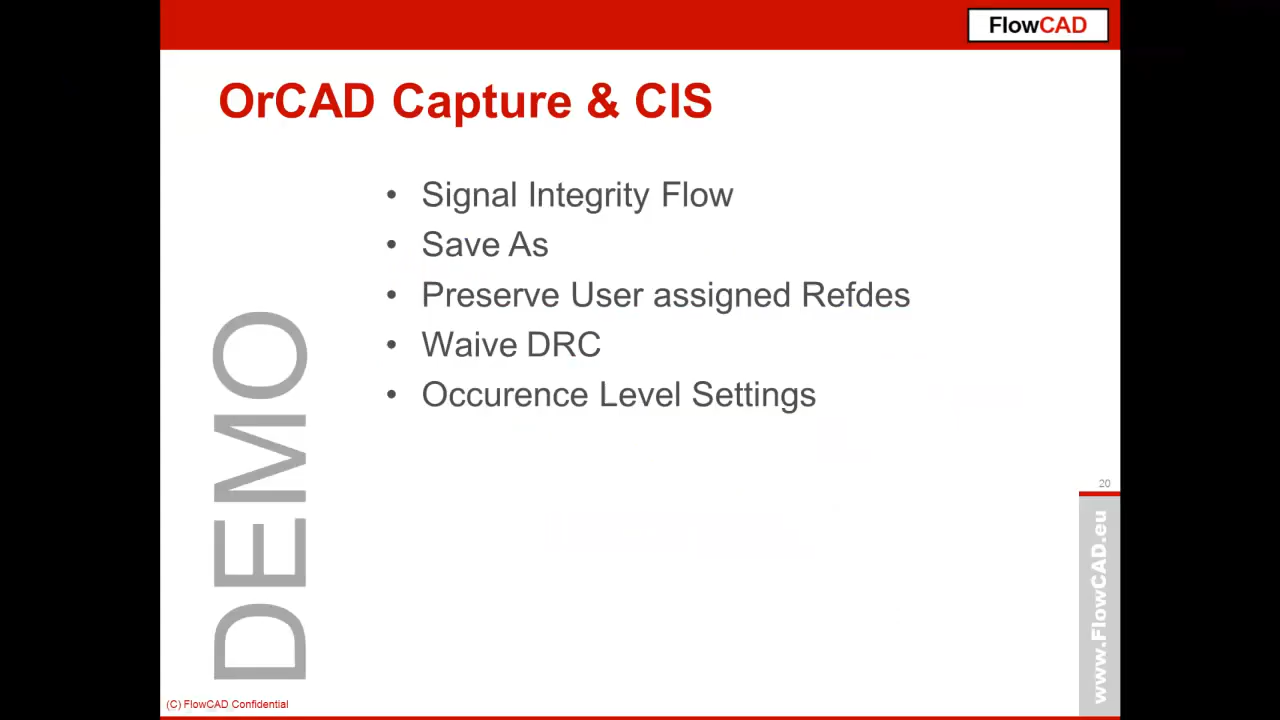 FlowCAD
OrCAD Capture & CIS
• Signal Integrity Flow
• Save As
• Preserve User assigned Refdes
• Waive DRC
• Occurence Level Settings
DEMO
20
www.FlowCAD.eu
(C) FlowCAD Confidential